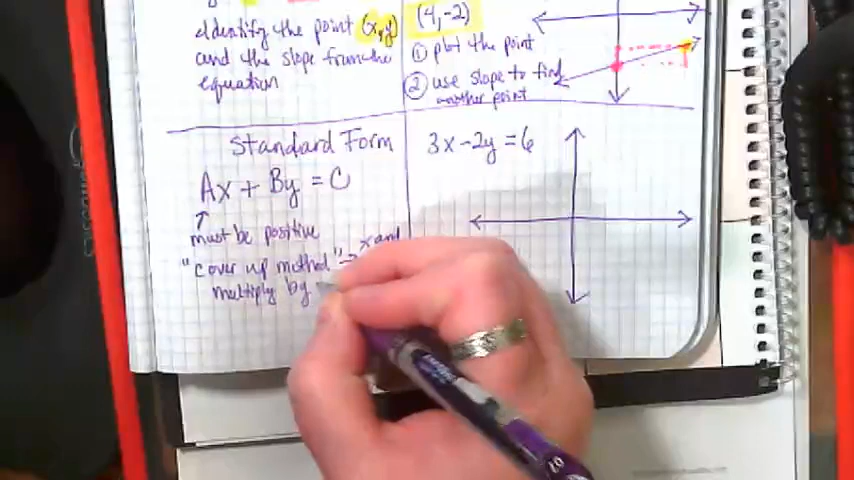 Identify the point (x,y)
and the slope from the
equation
(4,-2)
① plot the point
② use slope to find
another point
Standard Form
Ax + By = C
must be positive
"cover up method" → x and
multiply by
3x-2y=6